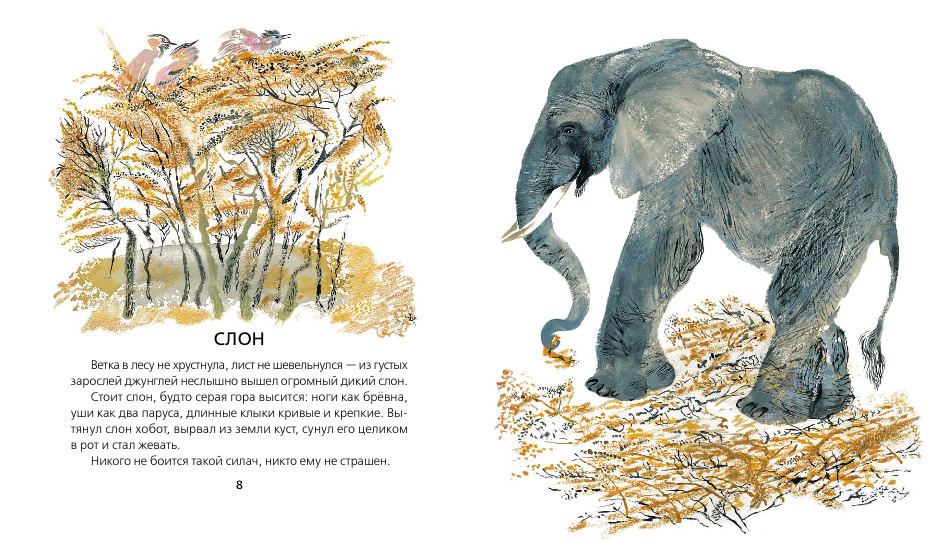 СЛОН
Ветка в лесу не хрустнула, лист не шевельнулся — из густых
зарослей джунглей неслышно вышел огромный дикий слон.
Стоит слон, будто серая гора высится: ноги как брёвна,
уши как два паруса, длинные клыки кривые и крепкие. Вы-
тянул слон хобот, вырвал из земли куст, сунул его целиком
в рот и стал жевать.
Никого не боится такой силач, никто ему не страшен.
8